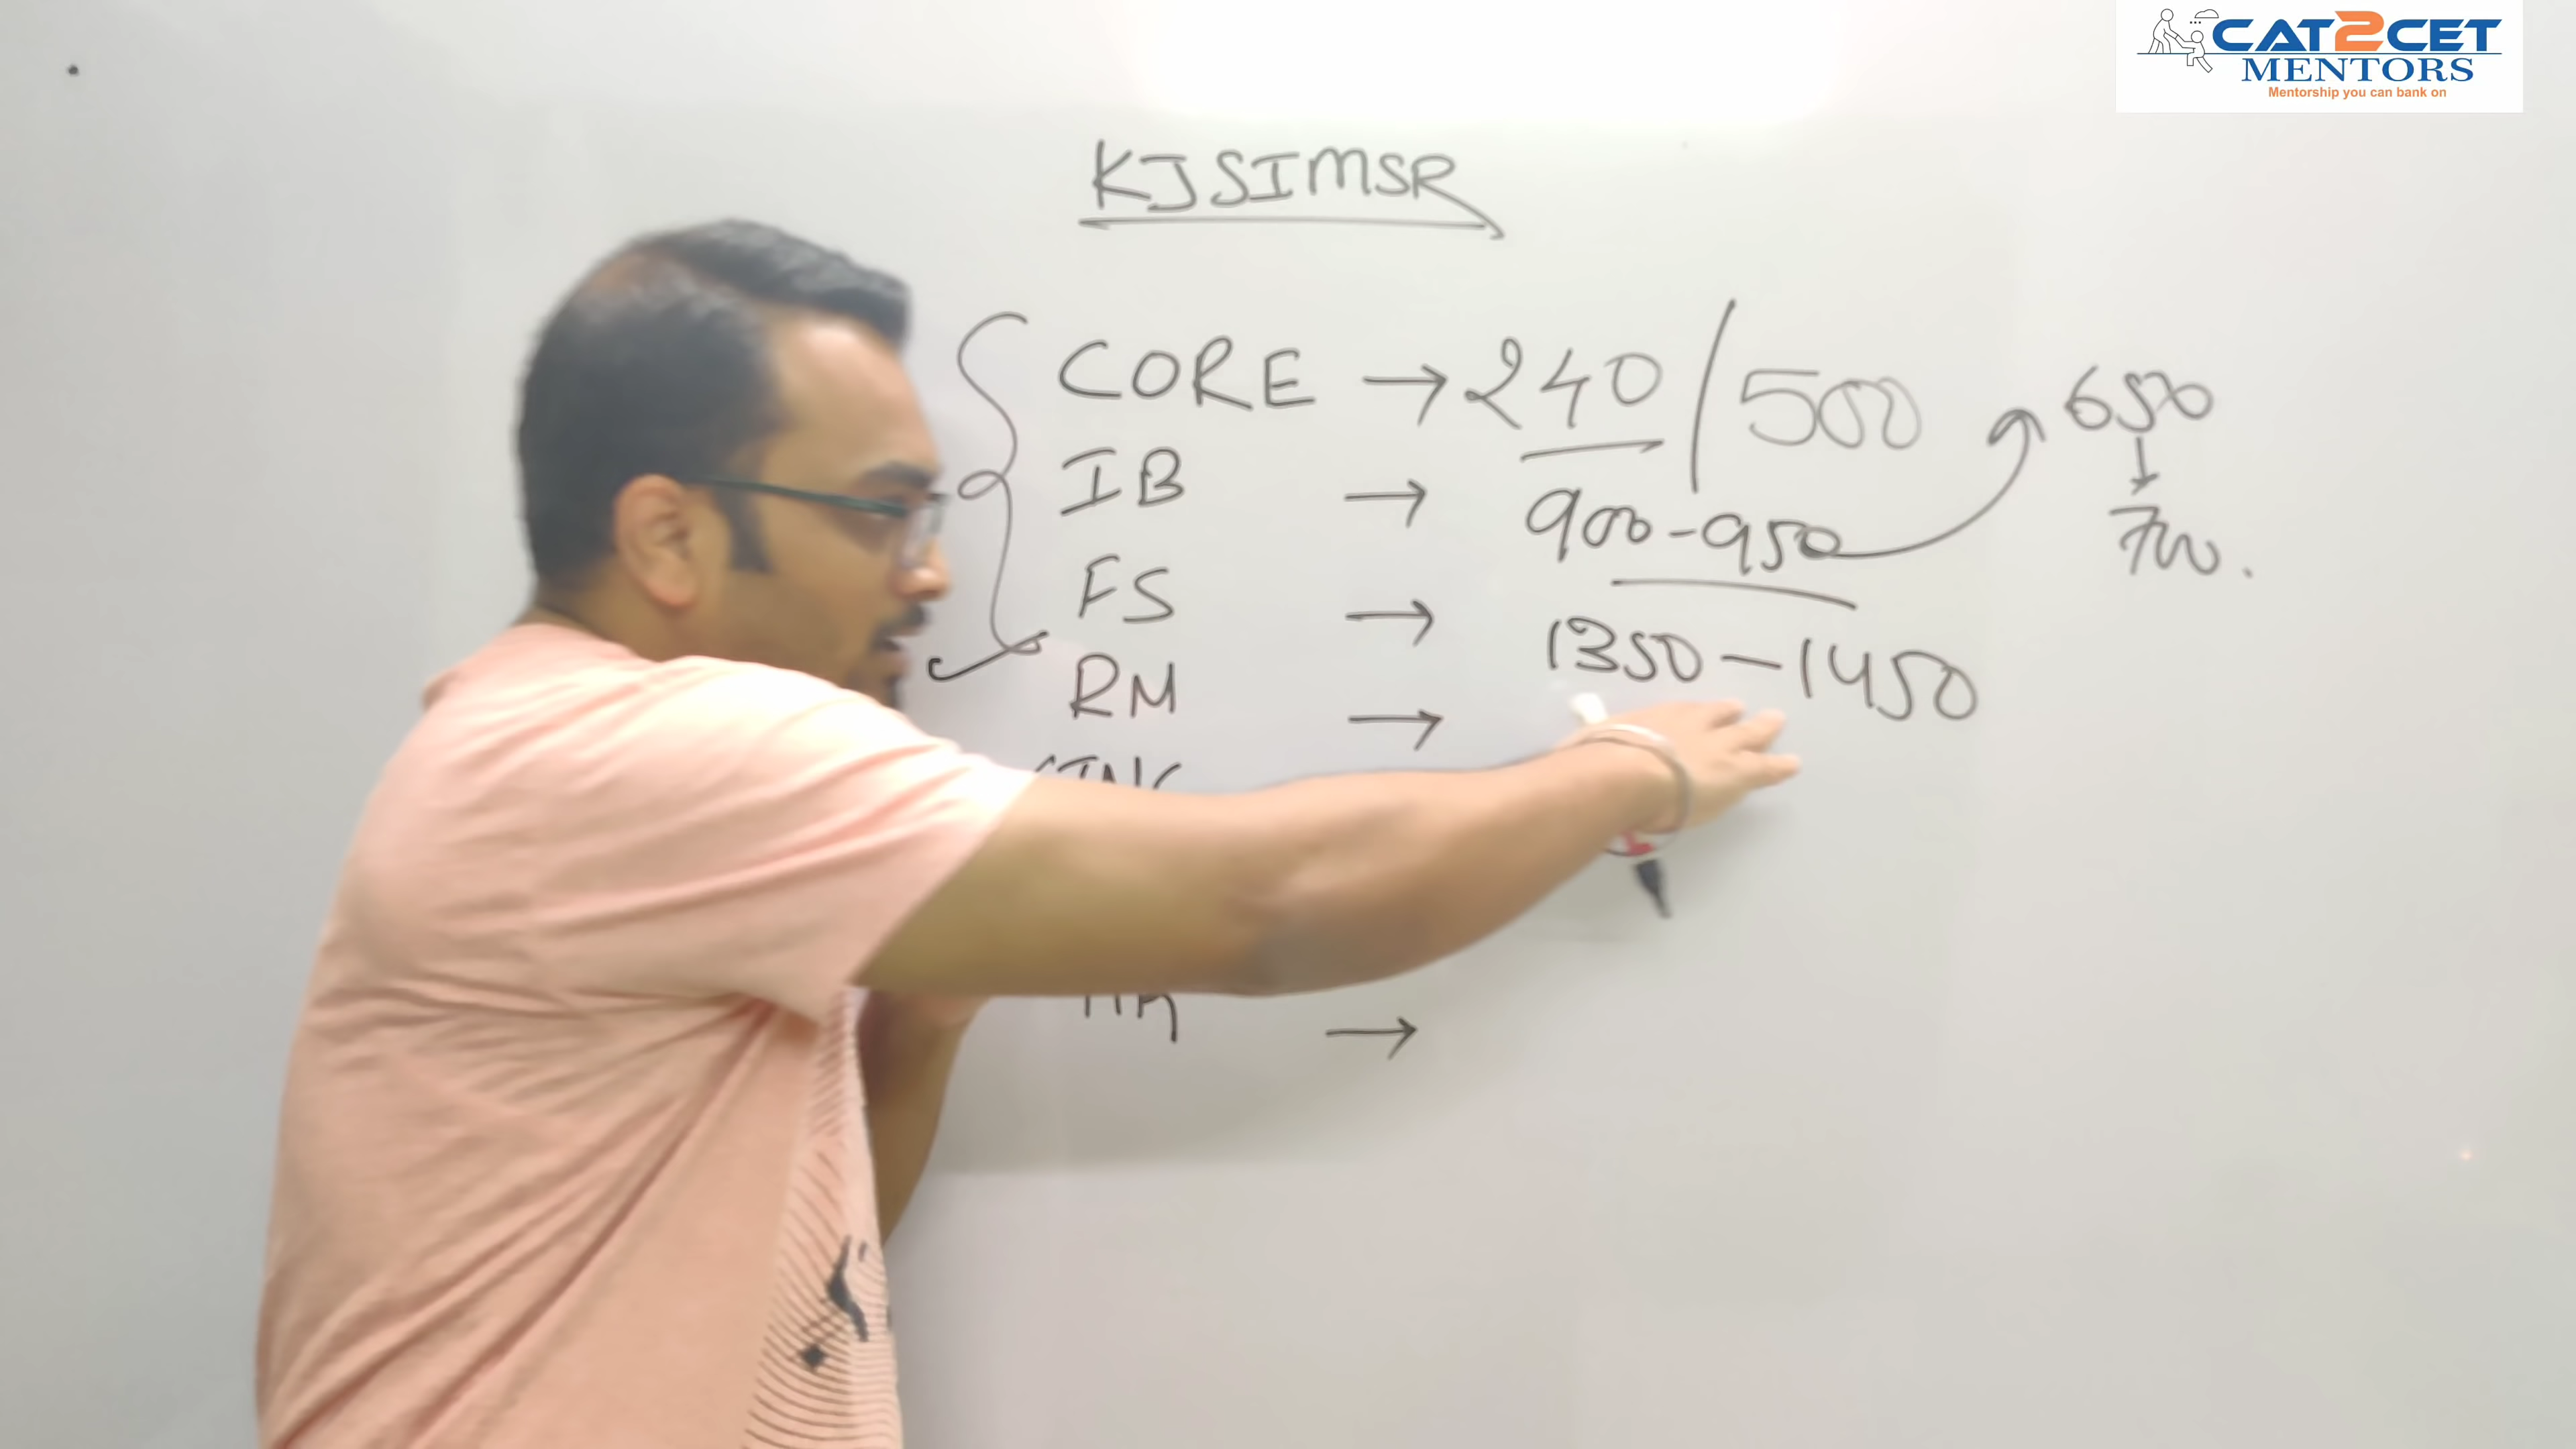 CAT2CET
MENTORS
Mentorship you can bank on
KJSIMSR
CORE → 240 / 500
IB → 900-950
650
↓
700.
FS → 1350-1450
RM →
→